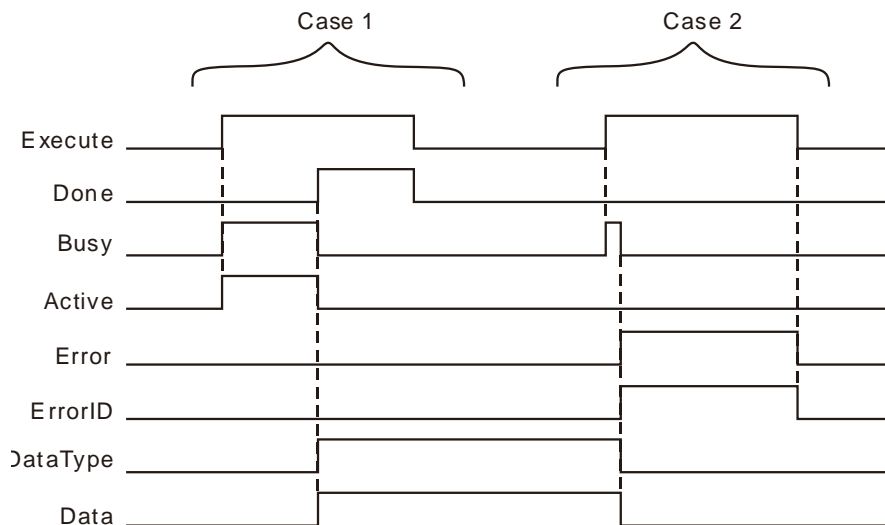 Case 1 Case 2
Execute
Done
Busy
Active
Error
ErrorID
DataType
Data